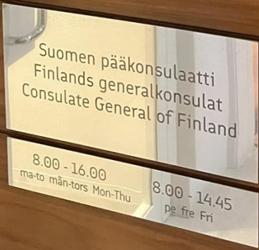 Suomen pääkonsulaatti
Finlands generalkonsulat
Consulate General of Finland
8.00 - 16.00
ma-to mån-tors Mon-Thu
8.00 - 14.45
pe fre Fri